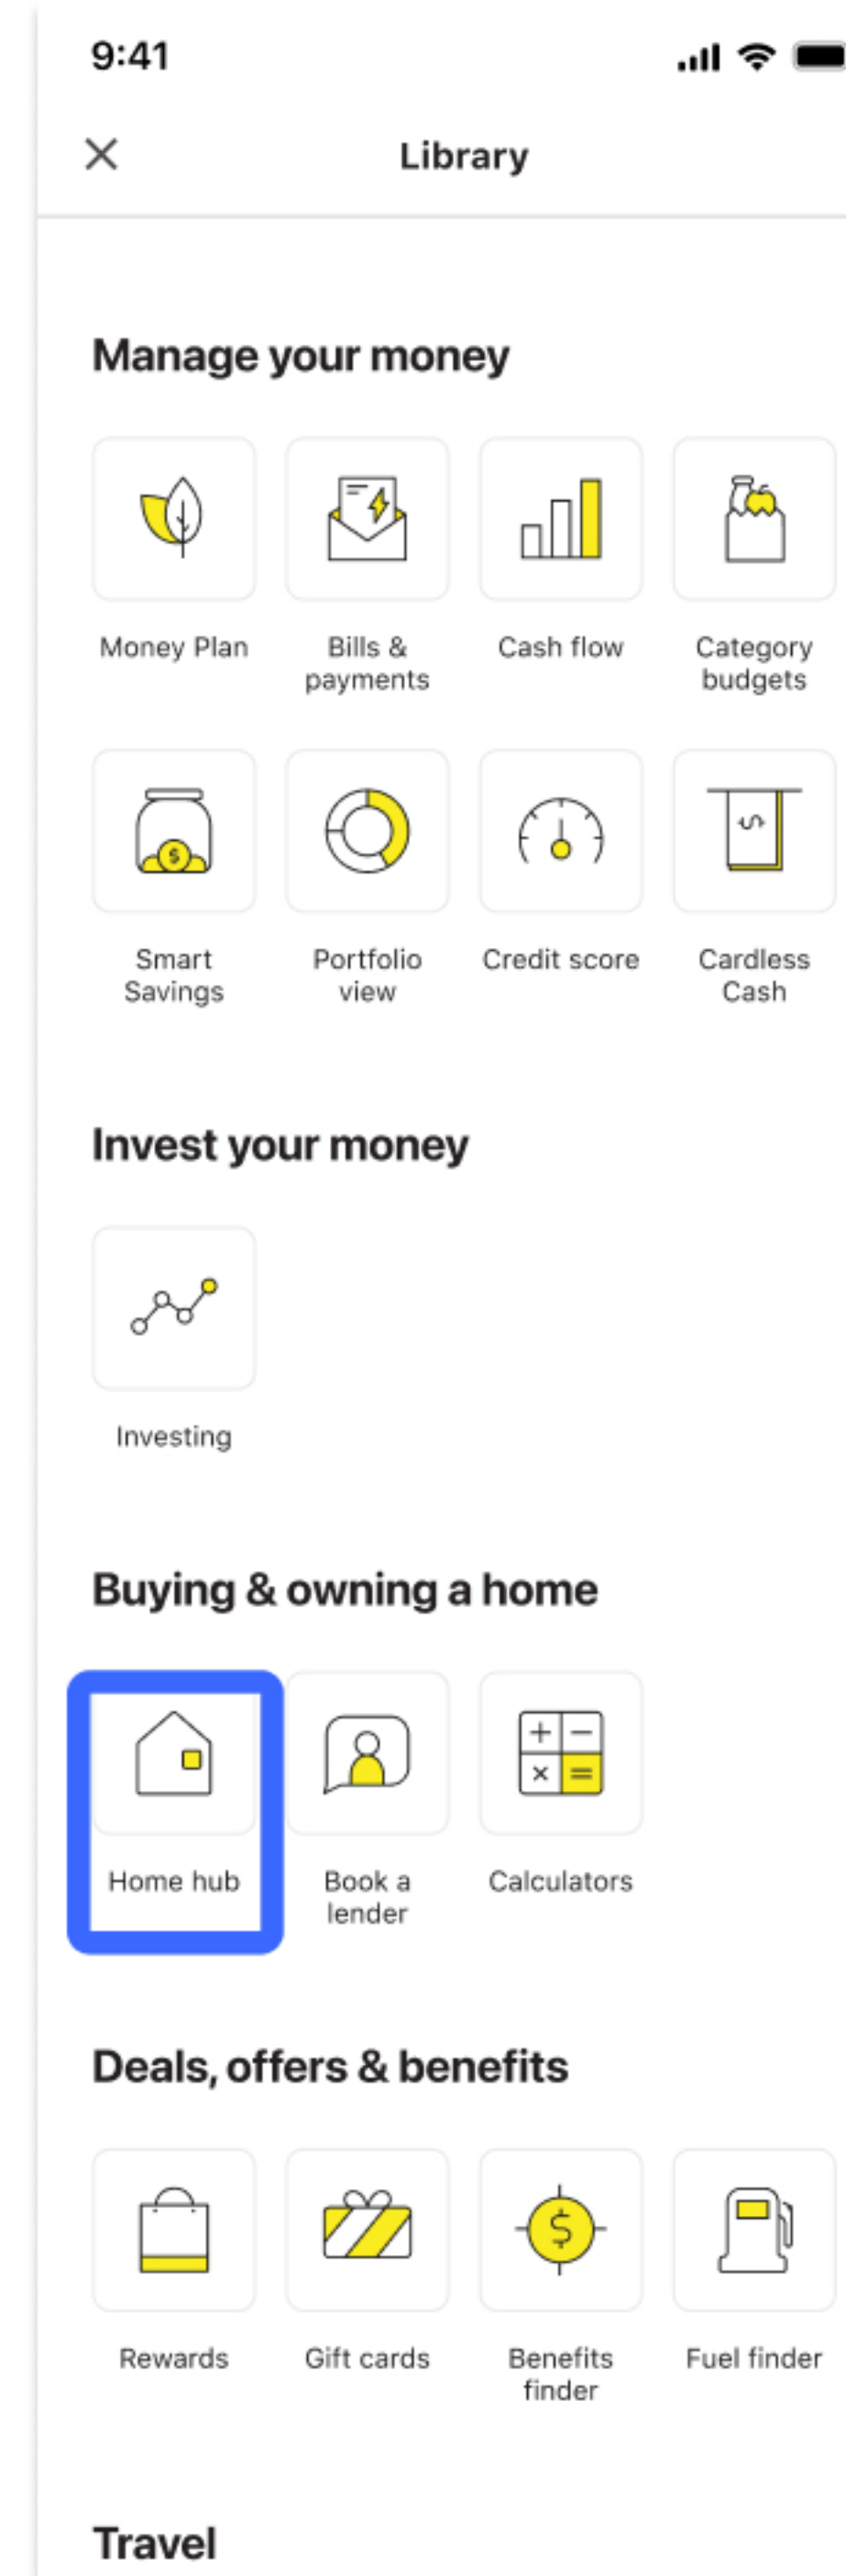 9:41
Library
Manage your money
Money Plan
Bills &
payments
Cash flow
Category
budgets
$
Smart
Savings
Portfolio
view
Credit score
$
Cardless
Cash
Invest your money
Investing
Buying & owning a home
Home hub
Book a
lender
+ −
× =
Calculators
Deals, offers & benefits
Rewards
Gift cards
$
Benefits
finder
Fuel finder
Travel